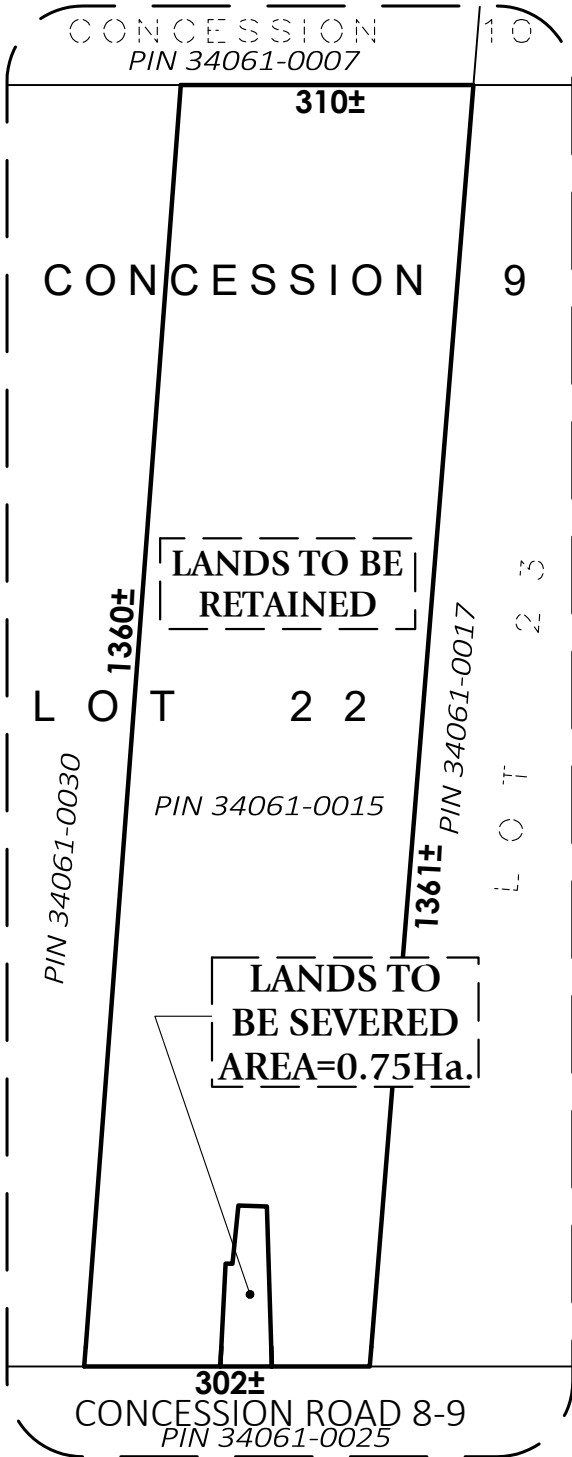 CONCESSION 10
PIN 34061-0007
310±
CONCESSION 9
LANDS TO BE
RETAINED
LOT 23
1360±
PIN 34061-0017
LOT 22
PIN 34061-0030
PIN 34061-0015
1361±
LANDS TO
BE SEVERED
AREA=0.75Ha.
302±
CONCESSION ROAD 8-9
PIN 34061-0025